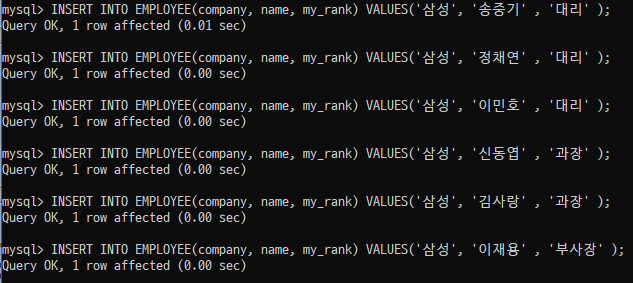 mysql> INSERT INTO EMPLOYEE(company, name, my_rank) VALUES('삼성', '송중기' , '대리' );
Query OK, 1 row affected (0.01 sec)
mysql> INSERT INTO EMPLOYEE(company, name, my_rank) VALUES('삼성', '정채연' , '대리' );
Query OK, 1 row affected (0.00 sec)
mysql> INSERT INTO EMPLOYEE(company, name, my_rank) VALUES('삼성', '이민호' , '대리' );
Query OK, 1 row affected (0.00 sec)
mysql> INSERT INTO EMPLOYEE(company, name, my_rank) VALUES('삼성', '신동엽' , '과장' );
Query OK, 1 row affected (0.00 sec)
mysql> INSERT INTO EMPLOYEE(company, name, my_rank) VALUES('삼성', '김사랑' , '과장' );
Query OK, 1 row affected (0.00 sec)
mysql> INSERT INTO EMPLOYEE(company, name, my_rank) VALUES('삼성', '이재용' , '부사장' );
Query OK, 1 row affected (0.00 sec)